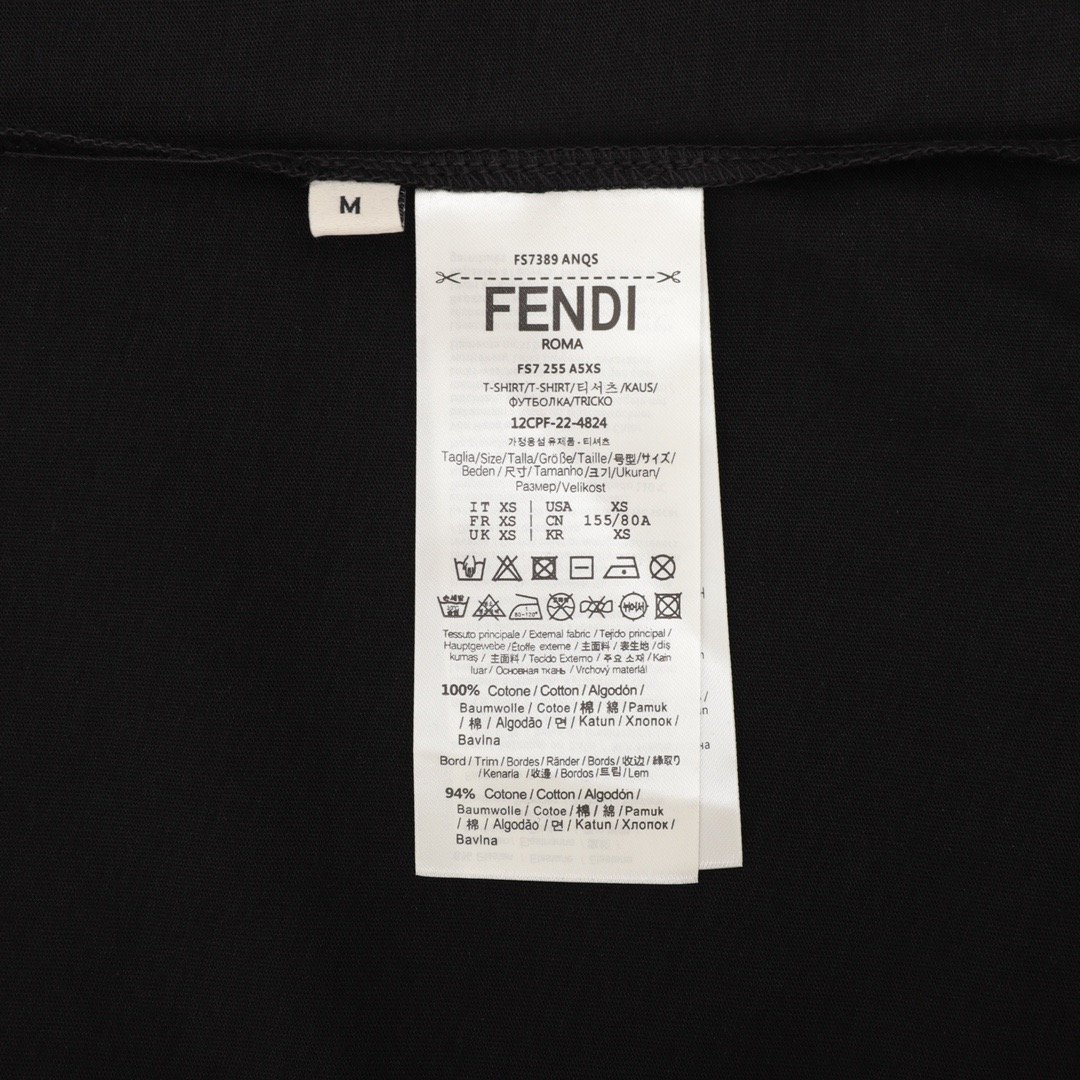 M
FS7389 ANQS
FENDI
ROMA
FS7 255 A5XS
T-SHIRT/T-SHIRT/티셔츠/KAUS/
ФУТБОЛКА/TRICKO
12CPF-22-4824
가정용섬유제품-티셔츠
Taglia/Size/Talla/Größe/Taille/号型/サイズ/
Beden/尺寸/Tamanho/크기/Ukuran/
Размер/Velikost
IT XS | USA XS
FR XS | CN 155/80A
UK XS | KR XS
80-120°
Tessuto principale/External fabric/Tejido principal/
Hauptgewebe/Étoffe externe/主面料/表生地/diş
kumaş/主面料/Tecido Externo/주요 소재/Kain
luar/Основная ткань/Vrchový materiál
100% Cotone/Cotton/Algodón/
Baumwolle/Cotoe/棉/綿/Pamuk
/棉/Algodão/면/Katun/Хлопок/
Bavlna
Bord/Trim/Bordes/Ränder/Bords/收边/縁取り
/Kenarla/收邊/Bordos/트림/Lem
94% Cotone/Cotton/Algodón/
Baumwolle/Cotoe/棉/綿/Pamuk
/棉/Algodão/면/Katun/Хлопок/
Bavlna